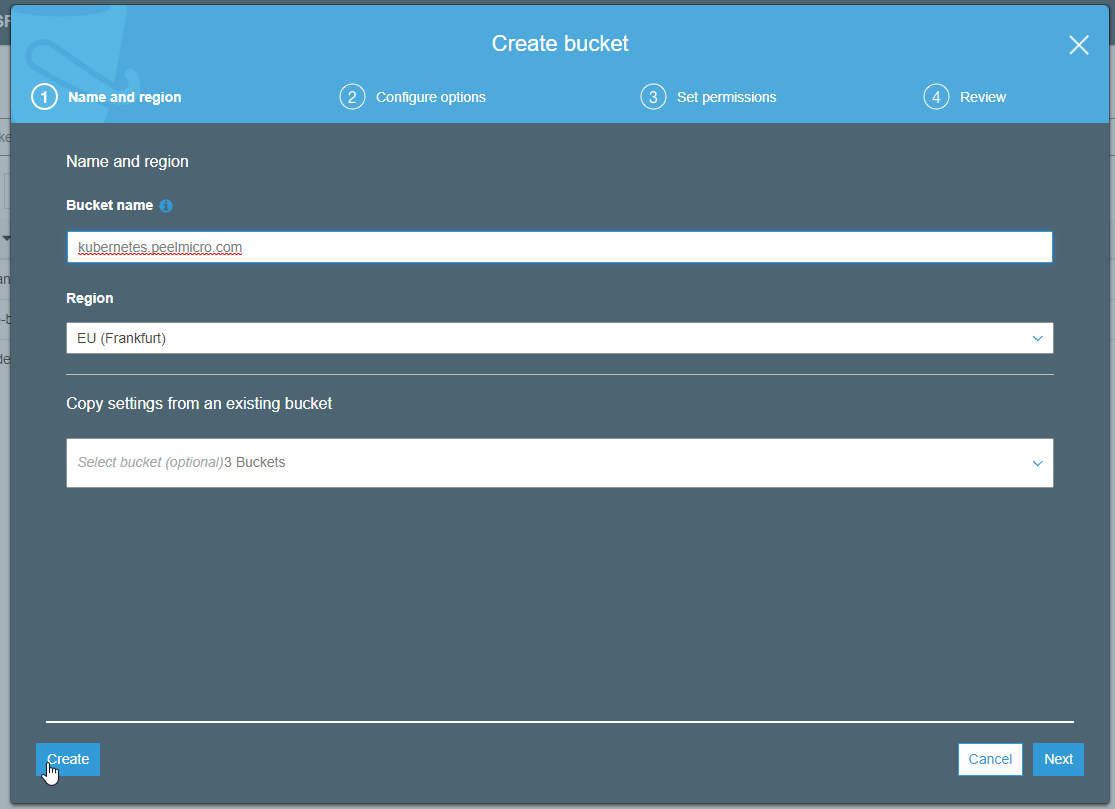 Create bucket
1 Name and region 2 Configure options 3 Set permissions 4 Review
Name and region
Bucket name
kubernetes.peelmicro.com
Region
EU (Frankfurt)
Copy settings from an existing bucket
Select bucket (optional)3 Buckets
Create Cancel Next